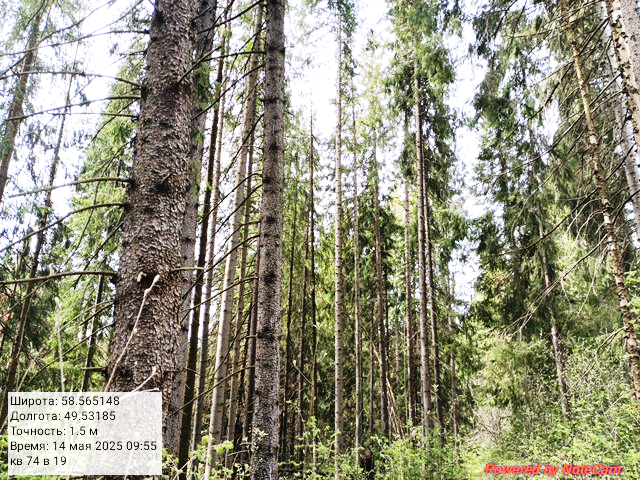 Широта: 58.565148
Долгота: 49.53185
Точность: 1.5 м
Время: 14 мая 2025 09:55
кв 74 в 19
Powered by NoteCam